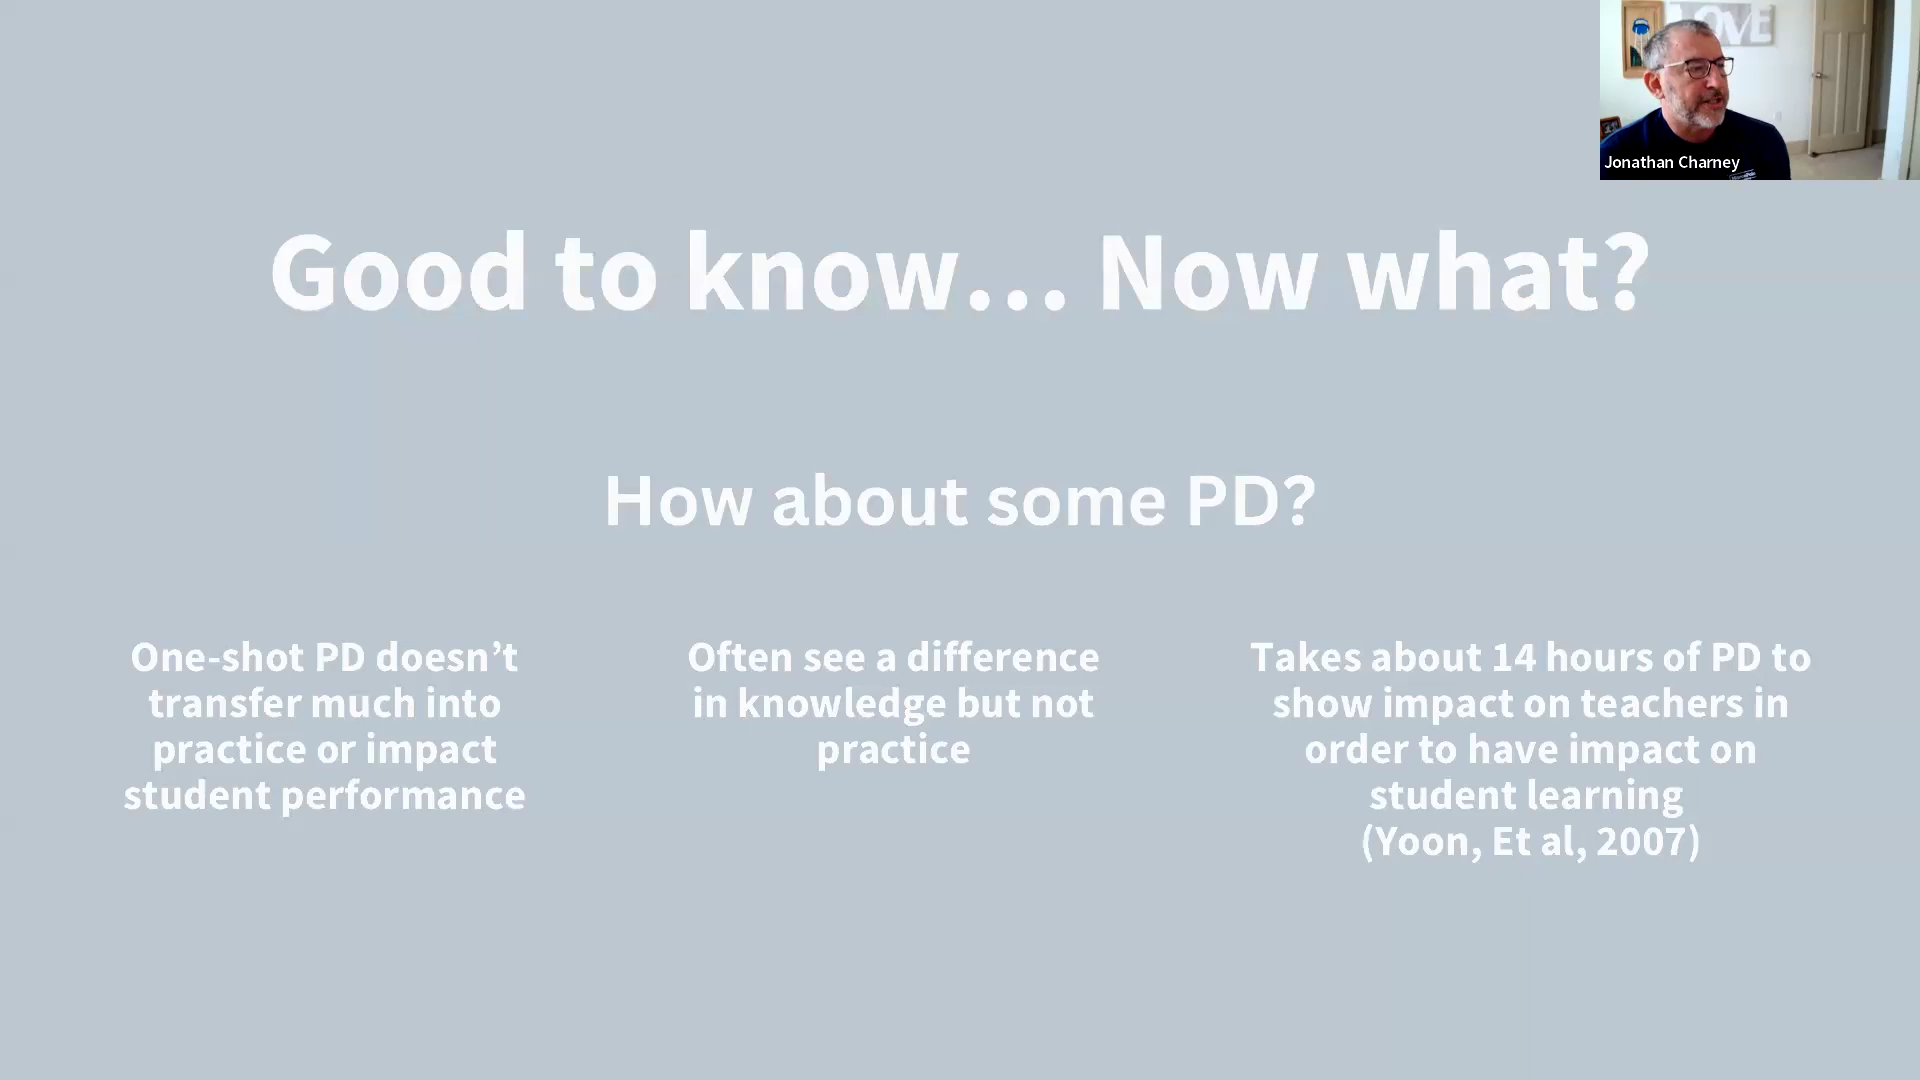 LOVE
Jonathan Charney
Good to know... Now what?
How about some PD?
One-shot PD doesn’t
transfer much into
practice or impact
student performance
Often see a difference
in knowledge but not
practice
Takes about 14 hours of PD to
show impact on teachers in
order to have impact on
student learning
(Yoon, Et al, 2007)